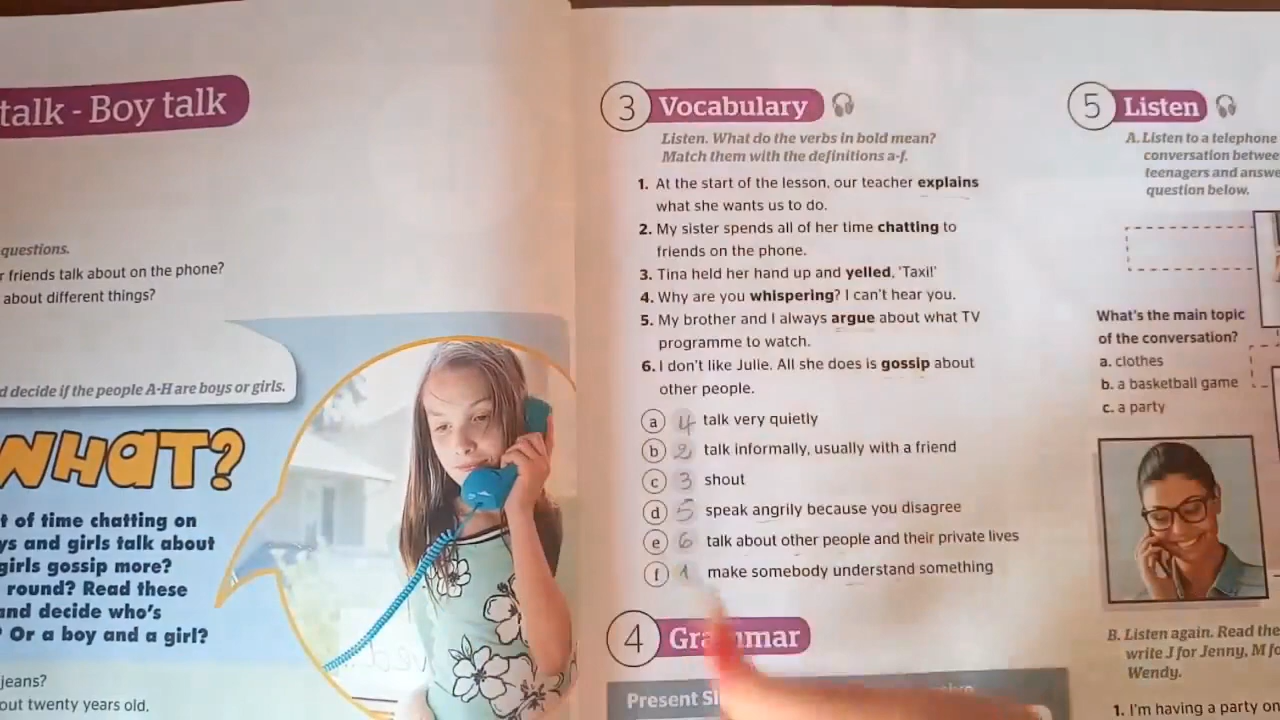 talk - Boy talk
questions.
friends talk about on the phone?
about different things?
decide if the people A-H are boys or girls.
WHAT?
of time chatting on
and girls talk about
girls gossip more?
round? Read these
and decide who's
Or a boy and a girl?
jeans?
twenty years old.
3 Vocabulary
Listen. What do the verbs in bold mean?
Match them with the definitions a-f.
1. At the start of the lesson, our teacher explains
what she wants us to do.
2. My sister spends all of her time chatting to
friends on the phone.
3. Tina held her hand up and yelled, 'Taxi!'
4. Why are you whispering? I can't hear you.
5. My brother and I always argue about what TV
programme to watch.
6. I don't like Julie. All she does is gossip about
other people.
a 4 talk very quietly
b 2 talk informally, usually with a friend
c 3 shout
d 5 speak angrily because you disagree
e 6 talk about other people and their private lives
f 1 make somebody understand something
4
Present
5 Listen
A. Listen to a telephone
conversation
teenagers and
question below.
What's the main topic
of the conversation?
a. clothes
b. a basketball game
c. a party
B. Listen again. Read the
write J for Jenny, M
Wendy.
1. I'm having a party on